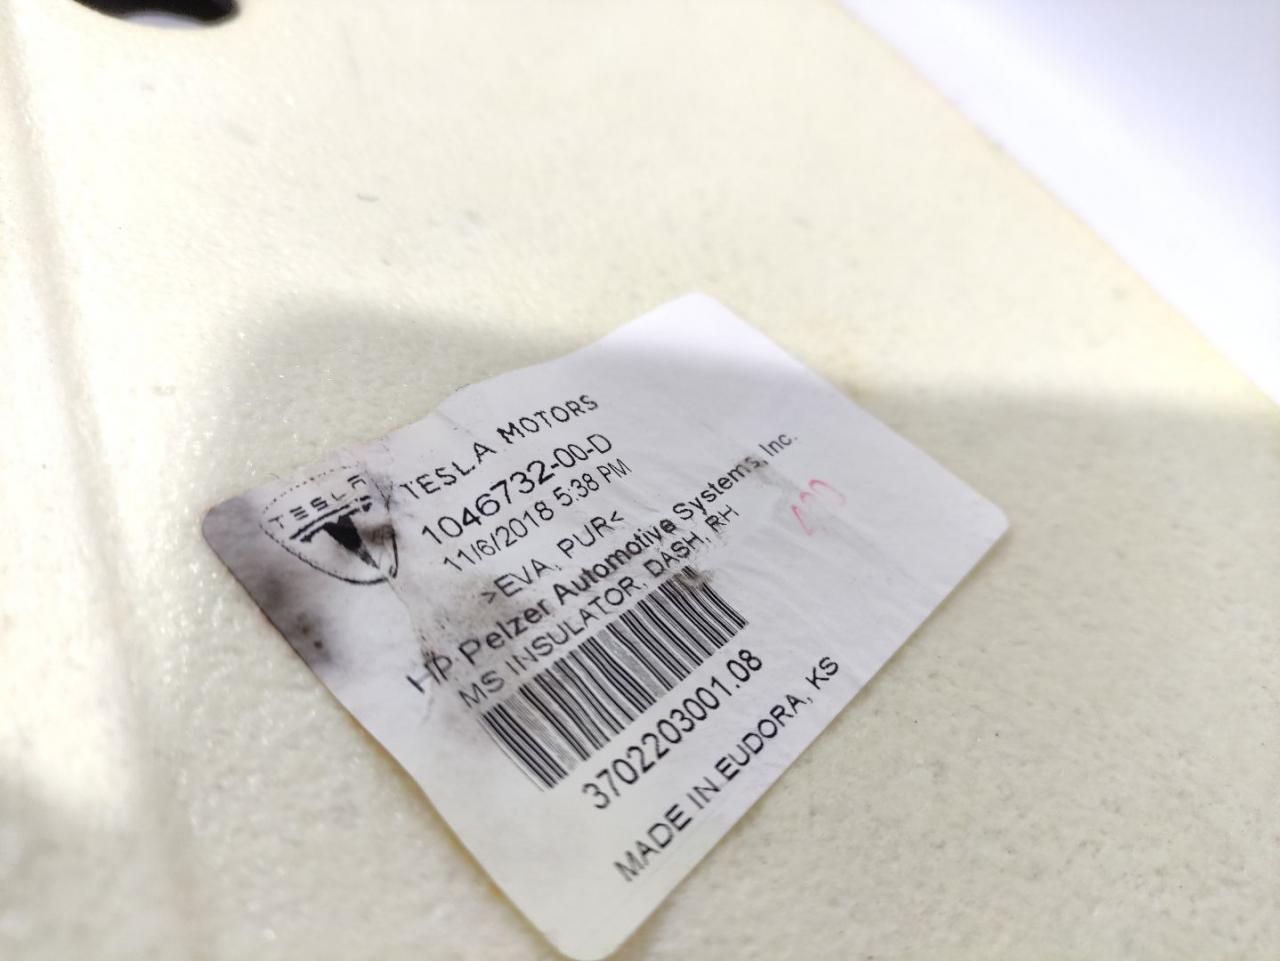 TESLA
TESLA MOTORS
1046732-00-D
11/6/2018 5:38 PM
>EVA, PUR<
HP Pelzer Automotive Systems, Inc.
MS INSULATOR, DASH, RH
3702203001.08
MADE IN EUDORA, KS